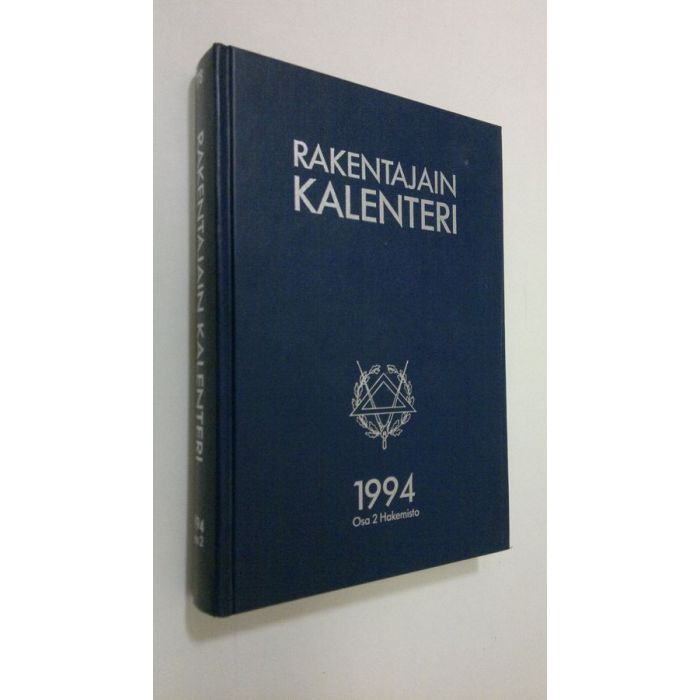 RAKENTAJAIN
KALENTERI
1994
Osa 2 Hakemisto
RAKENTAJAIN KALENTERI